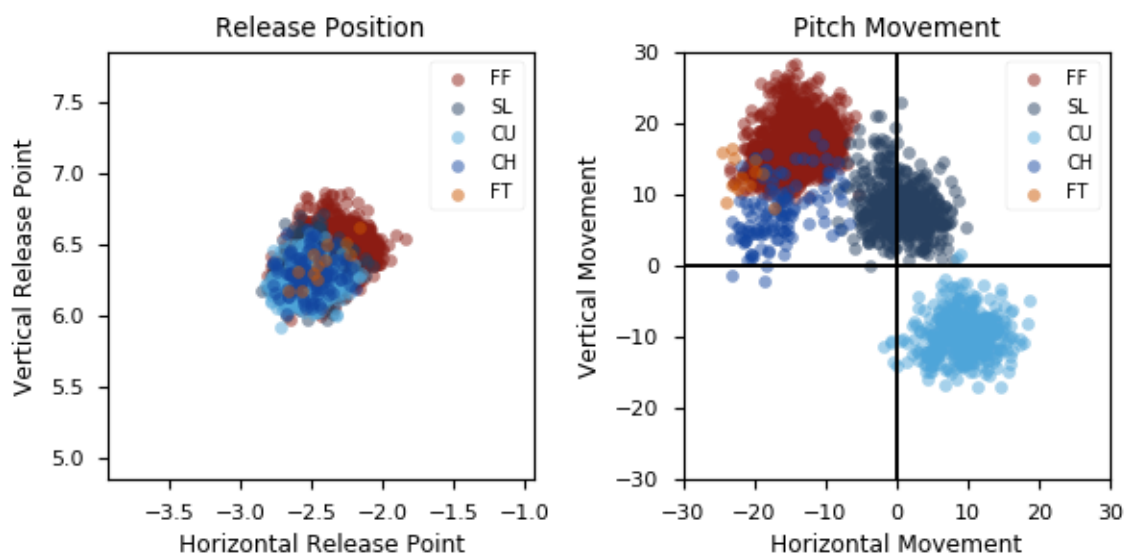 Release Position
Vertical Release Point
7.5
7.0
6.5
6.0
5.5
5.0
FF
SL
CU
CH
FT
−3.5 −3.0 −2.5 −2.0 −1.5 −1.0
Horizontal Release Point
Pitch Movement
Vertical Movement
30
20
10
0
−10
−20
−30
FF
SL
CU
CH
FT
−30 −20 −10 0 10 20 30
Horizontal Movement